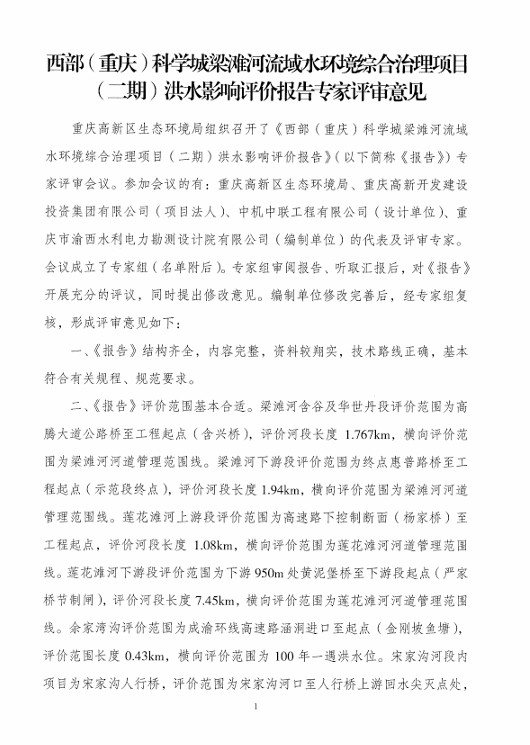 西部（重庆）科学城梁滩河流域水环境综合治理项目
（二期）洪水影响评价报告专家评审意见
重庆高新区生态环境局组织召开了《西部（重庆）科学城梁滩河流域
水环境综合治理项目（二期）洪水影响评价报告》（以下简称《报告》）专
家评审会议。参加会议的有：重庆高新区生态环境局、重庆高新开发建设
投资集团有限公司（项目法人）、中机中联工程有限公司（设计单位）、重
庆市渝西水利电力勘测设计院有限公司（编制单位）的代表及评审专家。
会议成立了专家组（名单附后）。专家组审阅报告、听取汇报后，对《报告》
开展充分的评议，同时提出修改意见。编制单位修改完善后，经专家组复
核，形成评审意见如下：
一、《报告》结构齐全，内容完整，资料较翔实，技术路线正确，基本
符合有关规程、规范要求。
二、《报告》评价范围基本合适。梁滩河含谷及华世丹段评价范围为高
腾大道公路桥至工程起点（含兴桥），评价河段长度 1.767km，横向评价范
围为梁滩河河道管理范围线。梁滩河下游段评价范围为终点惠普路桥至工
程起点（示范段终点），评价河段长度 1.94km，横向评价范围为梁滩河河道
管理范围线。莲花滩河上游段评价范围为高速路下控制断面（杨家桥）至
工程起点，评价河段长度 1.08km，横向评价范围为莲花滩河河道管理范围
线。莲花滩河下游段评价范围为下游 950m 处黄泥堡桥至下游段起点（严家
桥节制闸），评价河段长度 7.45km，横向评价范围为莲花滩河河道管理范围
线。余家湾沟评价范围为成渝环线高速路涵洞进口至起点（金刚坡鱼塘），
评价范围长度 0.43km，横向评价范围为 100 年一遇洪水位。宋家沟河段内
项目为宋家沟人行桥，评价范围为宋家沟河口至人行桥上游回水尖灭点处，
1